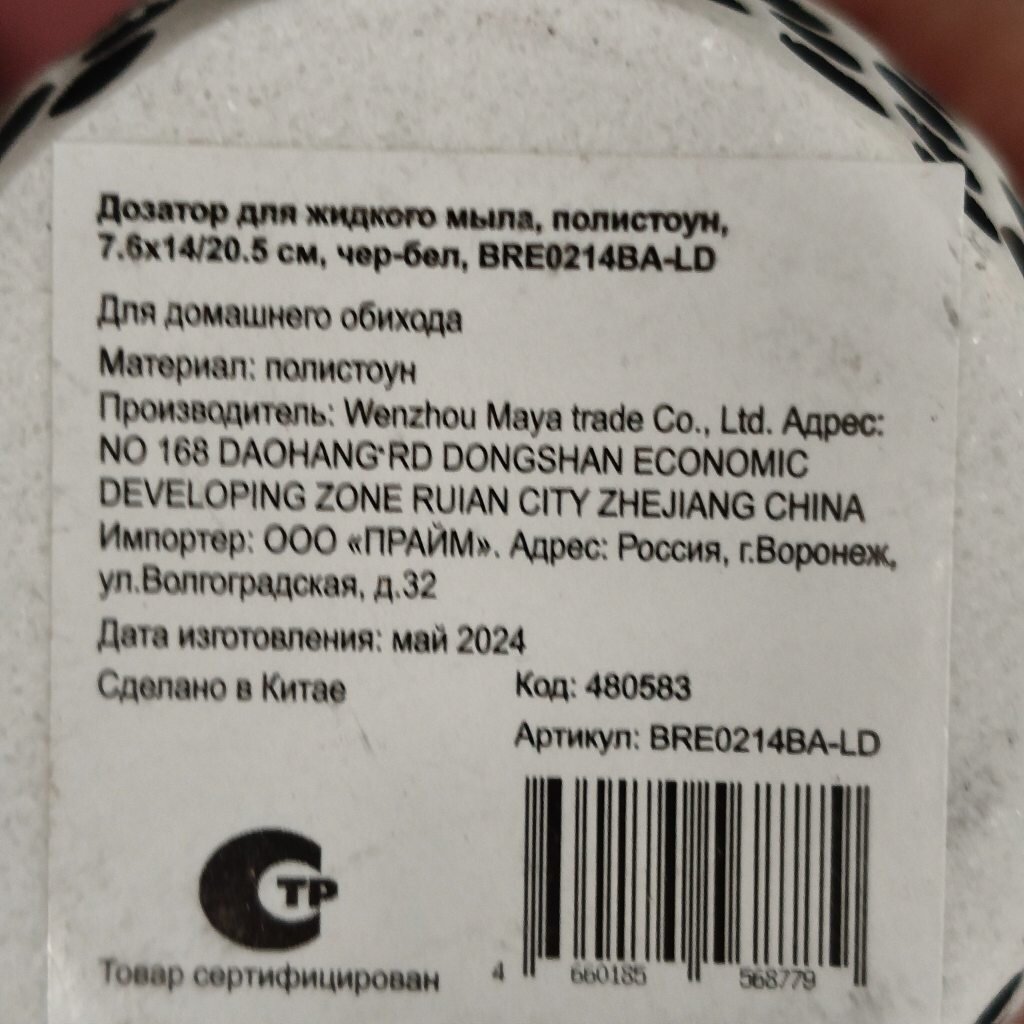 Дозатор для жидкого мыла, полистоун,
7.6x14/20.5 см, чер-бел, BRE0214BA-LD
Для домашнего обихода
Материал: полистоун
Производитель: Wenzhou Maya trade Co., Ltd. Адрес:
NO 168 DAOHANG RD DONGSHAN ECONOMIC
DEVELOPING ZONE RUIAN CITY ZHEJIANG CHINA
Импортер: ООО «ПРАЙМ». Адрес: Россия, г.Воронеж,
ул.Волгоградская, д.32
Дата изготовления: май 2024
Сделано в Китае
Код: 480583
Артикул: BRE0214BA-LD
СТР
Товар сертифицирован
4 660185 568779